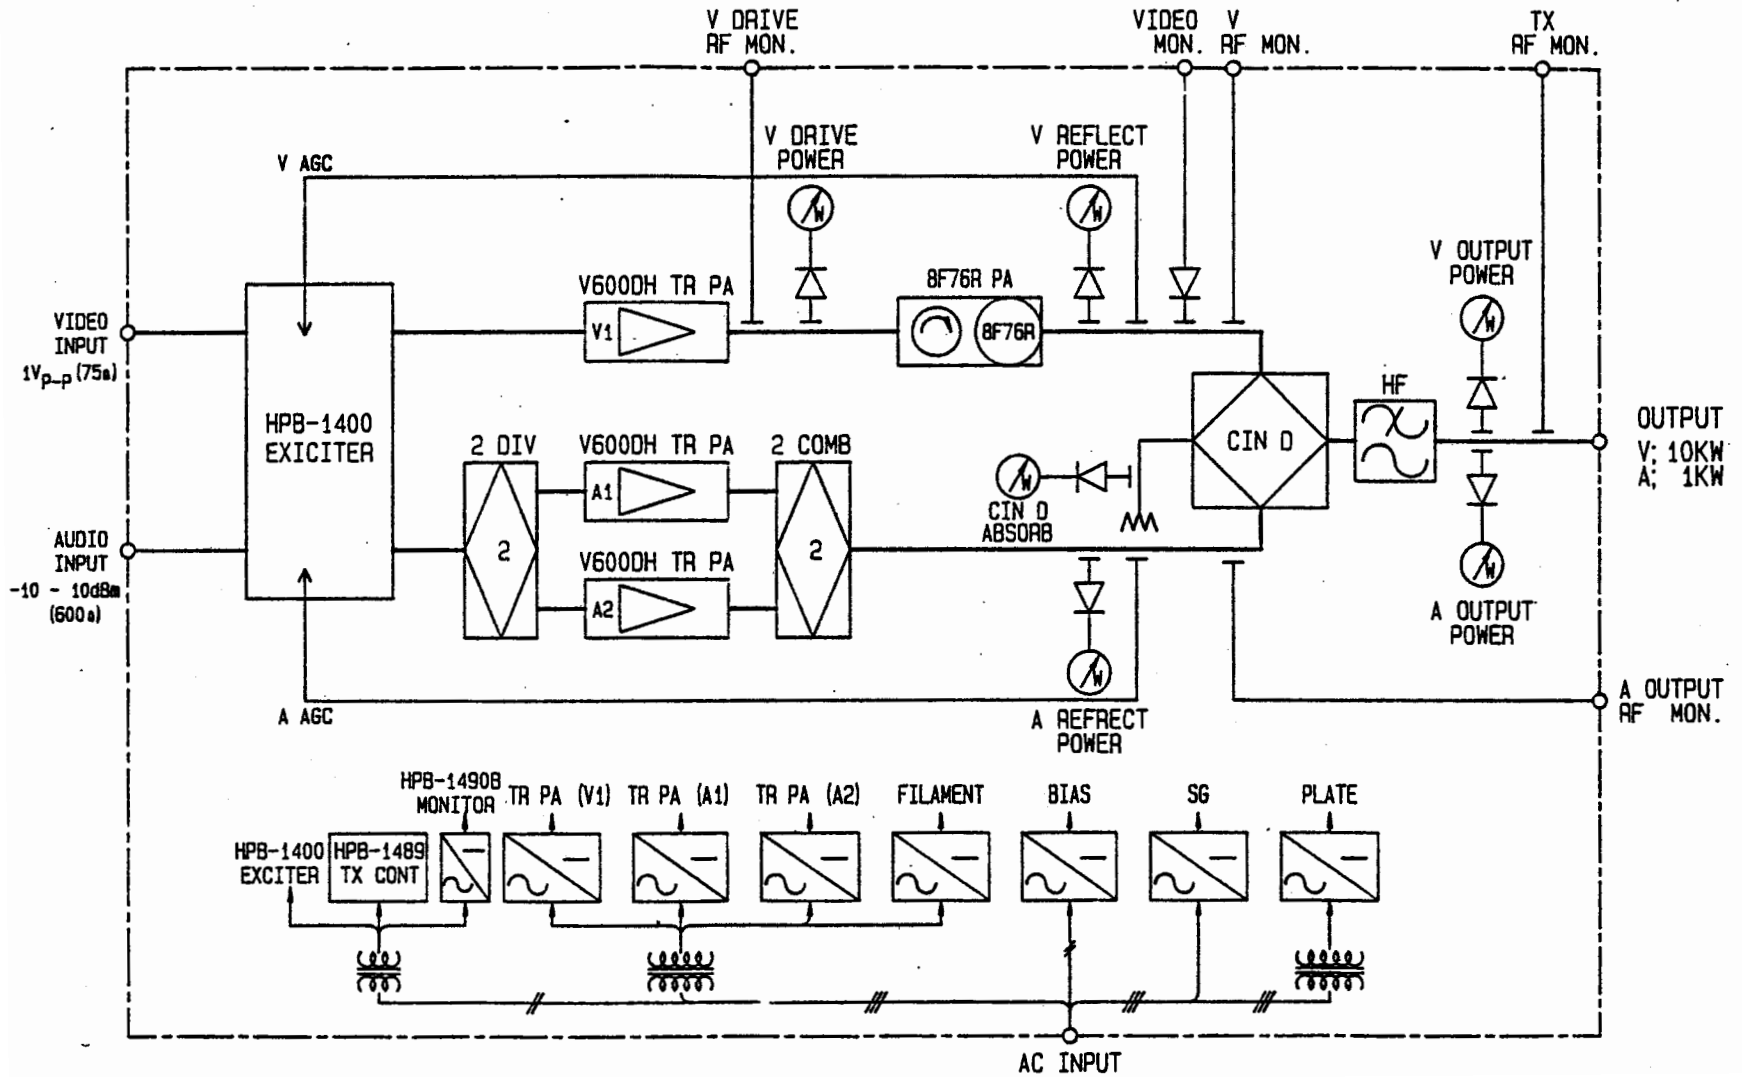 V DRIVE
RF MON.
VIDEO
MON.
V
RF MON.
TX
RF MON.
V DRIVE
POWER
V REFLECT
POWER
V AGC
W
W
V OUTPUT
POWER
V600DH TR PA
8F76R PA
VIDEO
INPUT
1Vp-p (75Ω)
V1
8F76R
W
HPB-1400
EXICITER
HF
CIN D
OUTPUT
V; 10KW
A; 1KW
2 DIV
V600DH TR PA
2 COMB
A1
W
CIN D
ABSORB
AUDIO
INPUT
-10 - 10dBm
(600Ω)
2
V600DH TR PA
2
A2
W
A OUTPUT
POWER
W
A AGC
A REFRECT
POWER
A OUTPUT
RF MON.
HPB-1490B
MONITOR
TR PA (V1)
TR PA (A1)
TR PA (A2)
FILAMENT
BIAS
SG
PLATE
HPB-1400
EXCITER
HPB-1489
TX CONT
AC INPUT